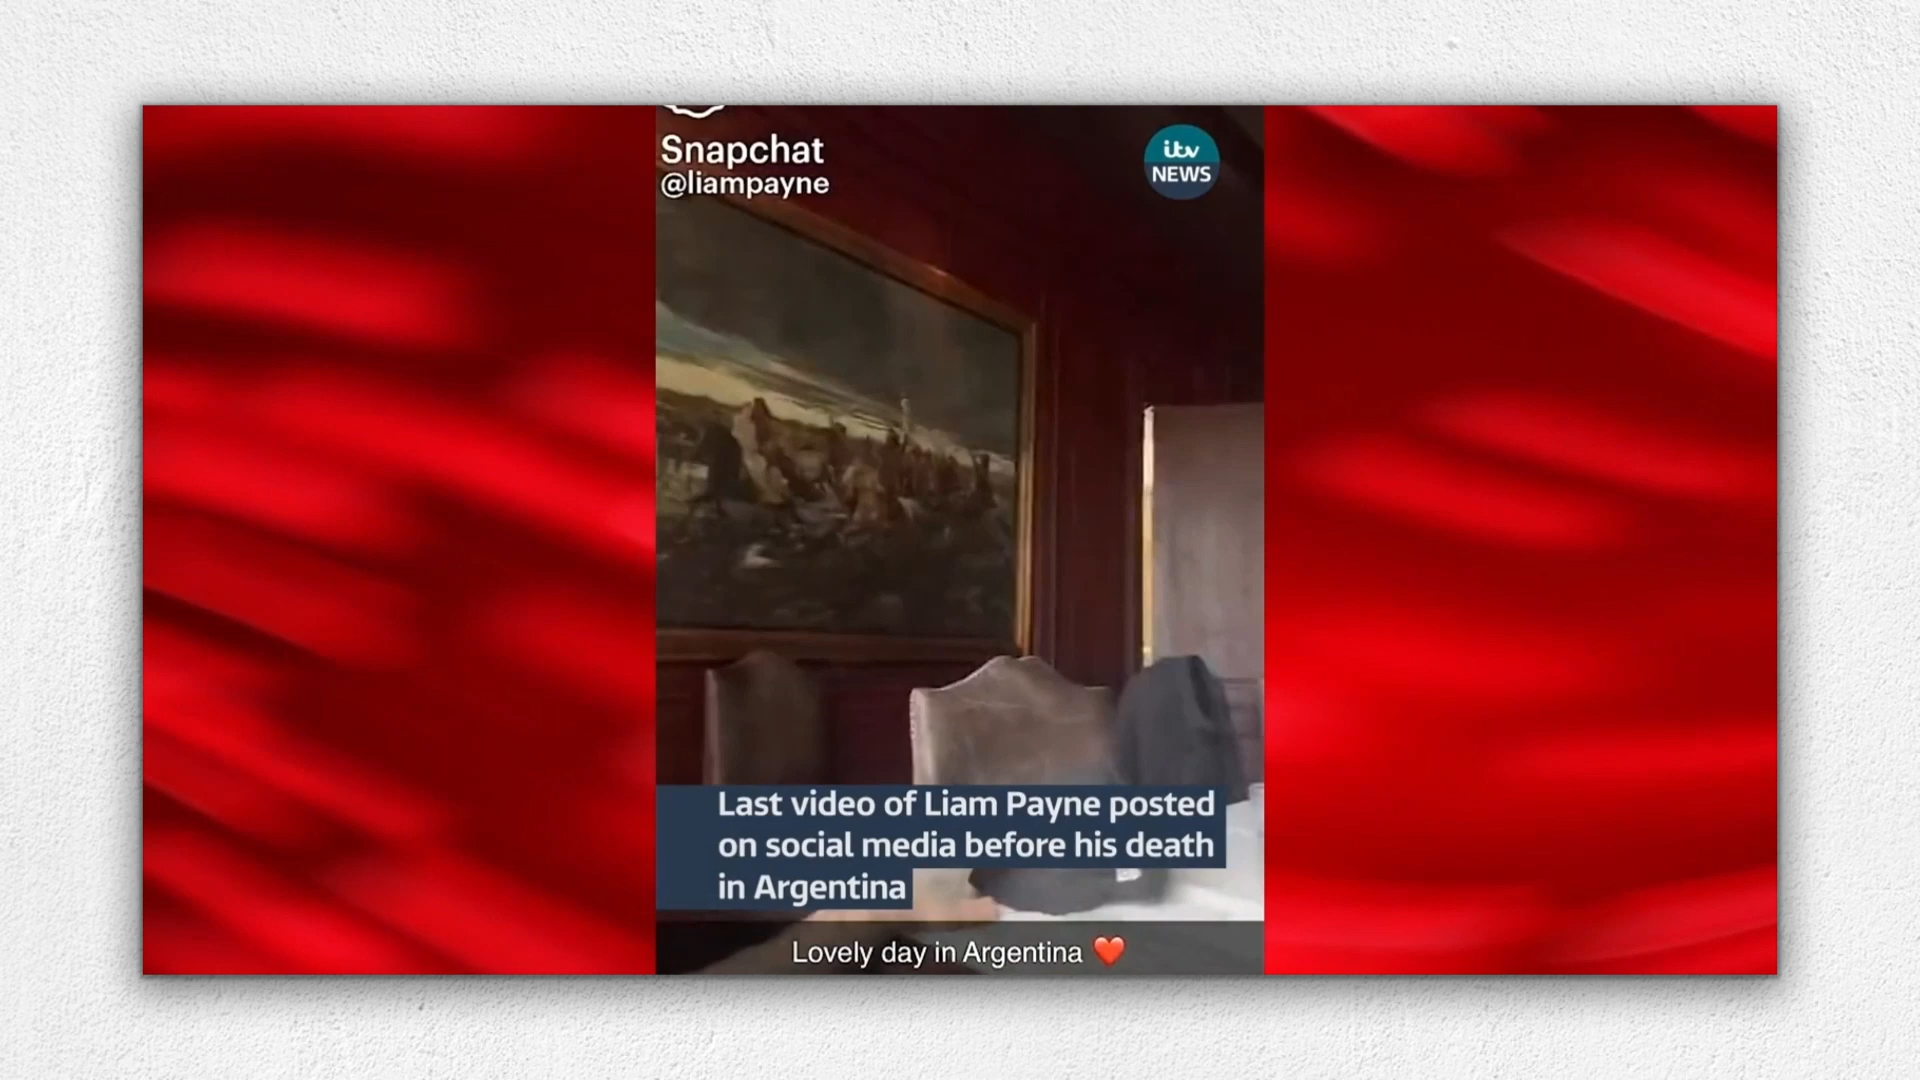 Snapchat
@liampayne
itv
NEWS
Last video of Liam Payne posted
on social media before his death
in Argentina
Lovely day in Argentina ❤️